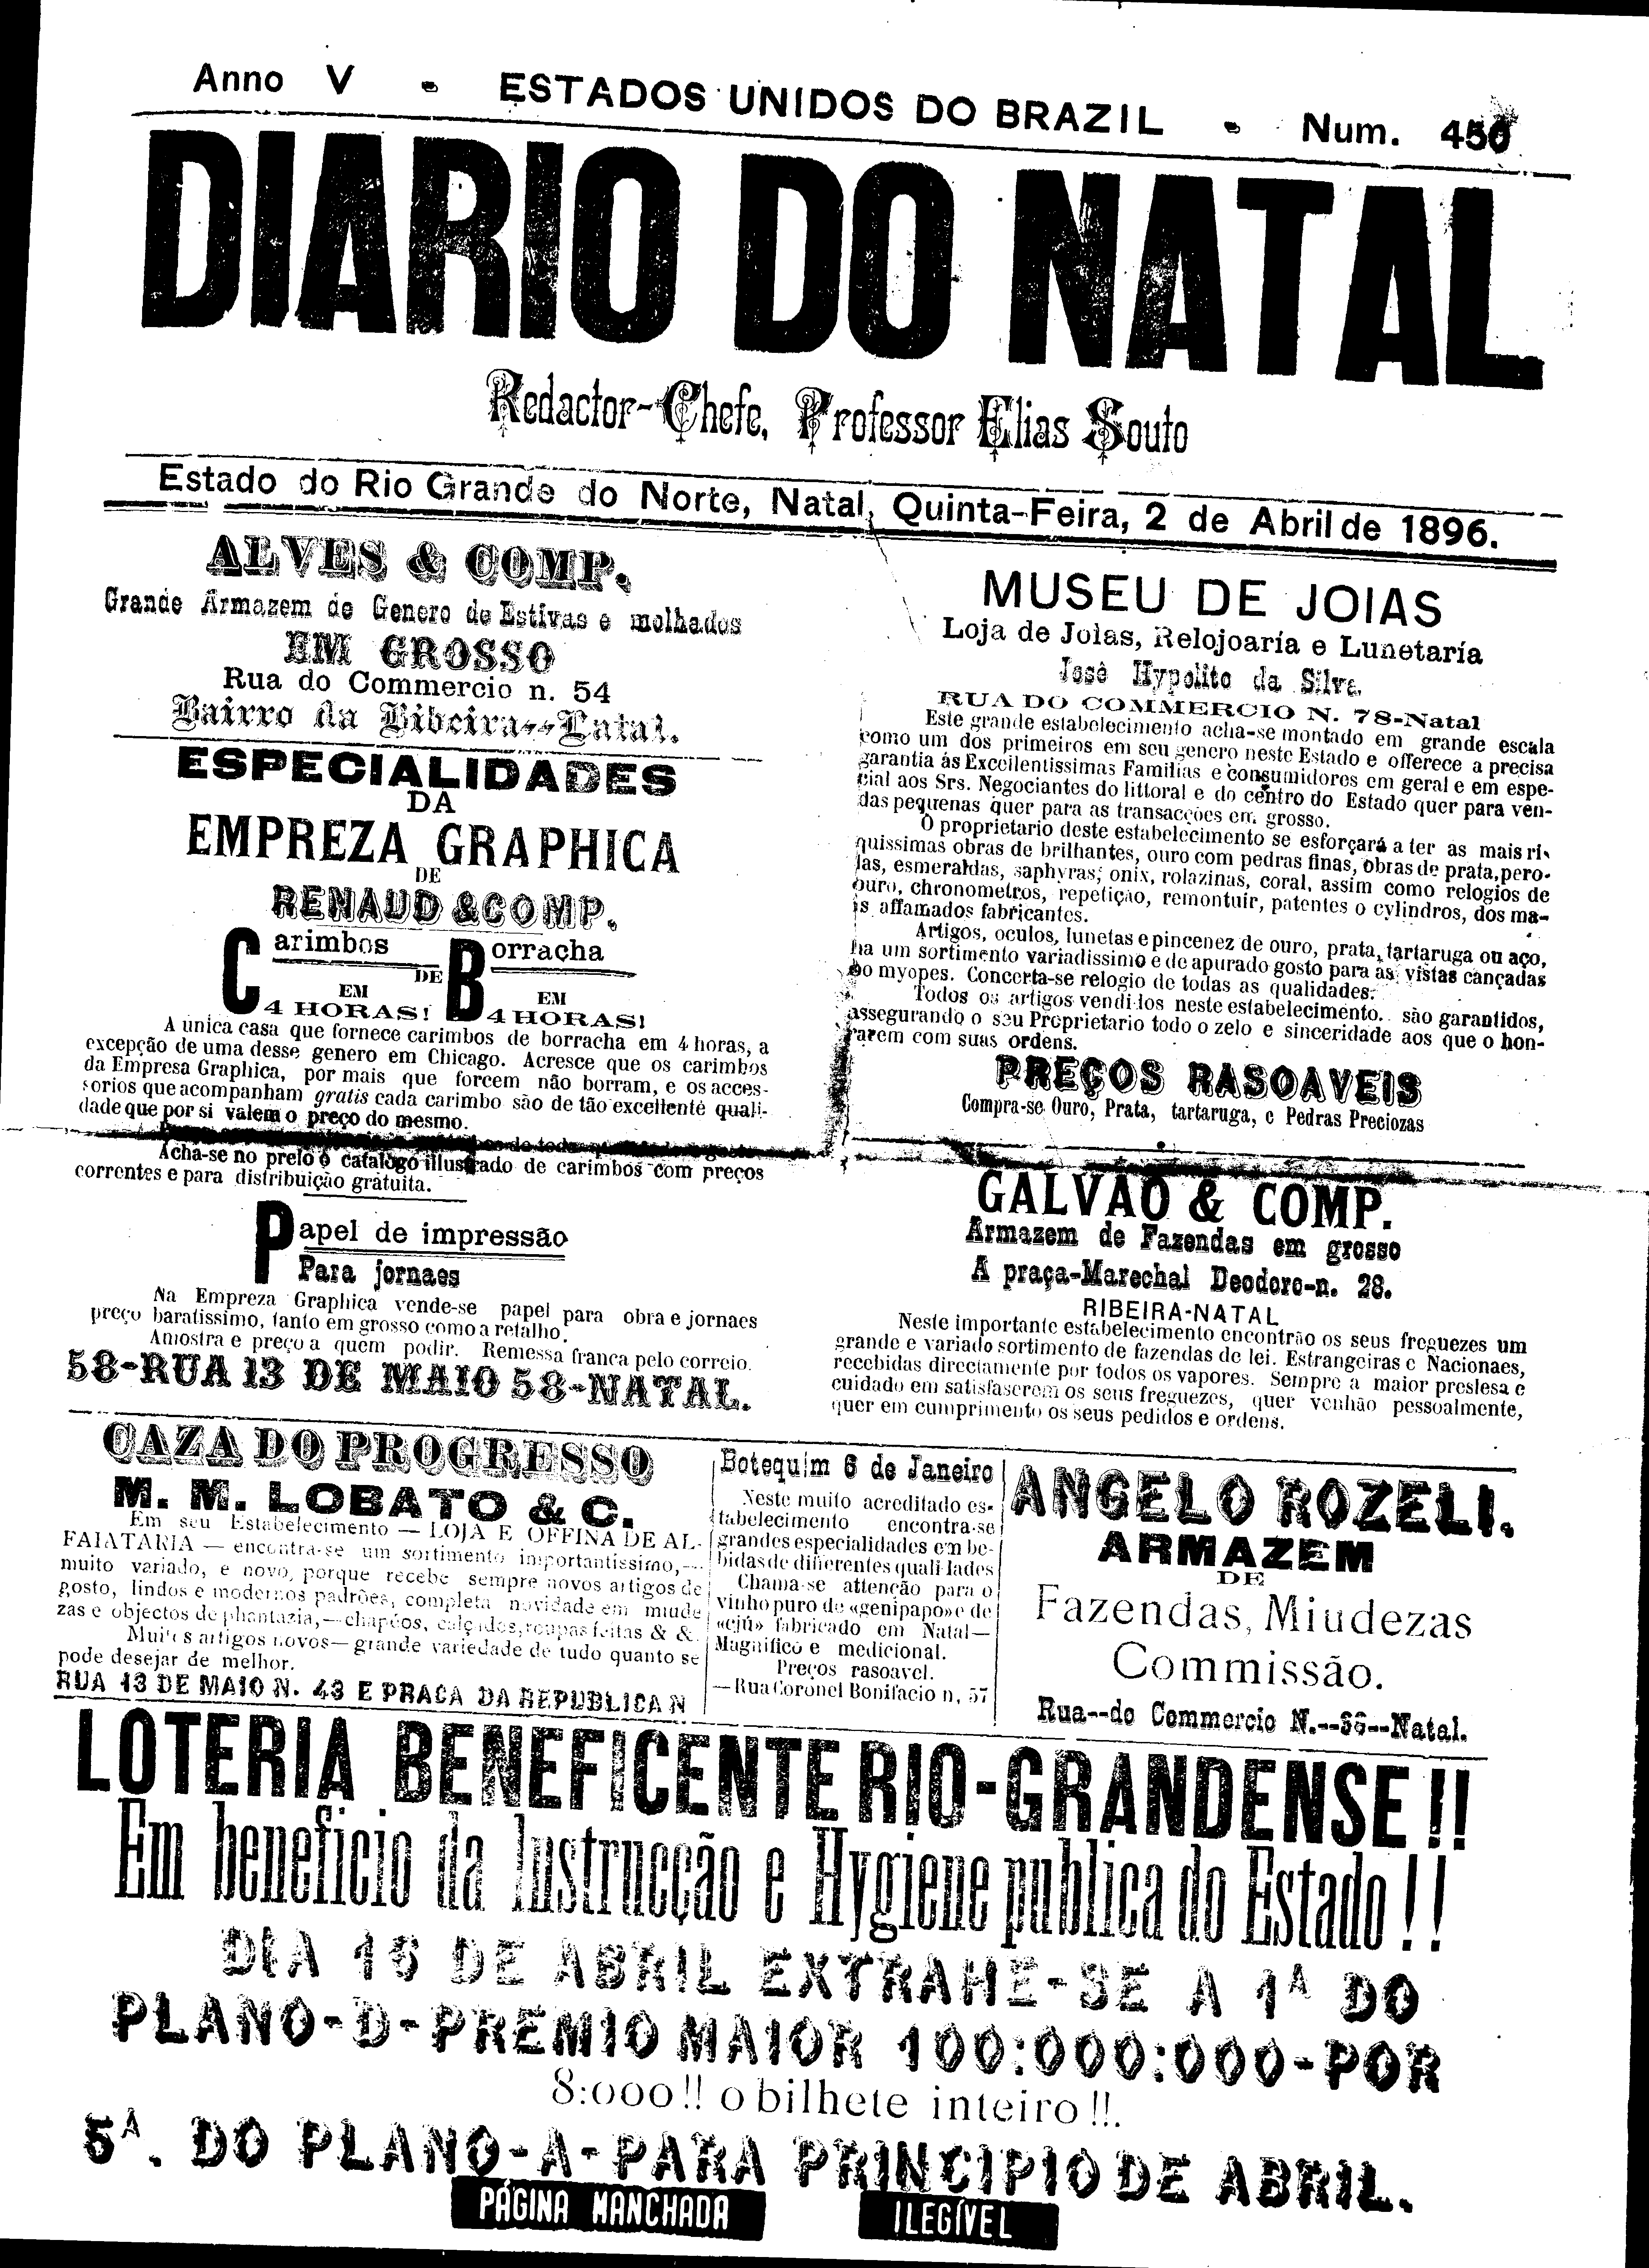 Anno V - ESTADOS UNIDOS DO BRAZIL - Num. 450
DIARIO DO NATAL
Redactor-Chefe, Professor Elias Souto
Estado do Rio Grande do Norte, Natal, Quinta-Feira, 2 de Abril de 1896.
ALVES & COMP.
Grande Armazem de Genero de Estivas e molhados
EM GROSSO
Rua do Commercio n. 54
Bairro da Ribeira--Natal.
ESPECIALIDADES
DA
EMPREZA GRAPHICA
DE
RENAUD & COMP.
Carimbos DE Borracha
EM 4 HORAS! EM 4 HORAS!
A unica casa que fornece carimbos de borracha em 4 horas, a
excepção de uma desse genero em Chicago. Acresce que os carimbos
da Empresa Graphica, por mais que forcem não borram, e os acces-
sorios que acompanham gratis cada carimbo são de tão excellente quali-
dade que por si valem o preço do mesmo.
Acha-se no prelo o catalogo illustrado de carimbos com preços
correntes e para distribuição gratuita.
Papel de impressão
Para jornaes
Na Empreza Graphica vende-se papel para obra e jornaes
preço baratissimo, tanto em grosso como a retalho.
Amostra e preço a quem podir. Remessa franca pelo correio.
58-RUA 13 DE MAIO 58-NATAL.
MUSEU DE JOIAS
Loja de Joias, Relojoaría e Lunetaría
José Hypolito da Silva.
RUA DO COMMERCIO N. 78-Natal
Este grande estabelecimento acha-se montado em grande escala
como um dos primeiros em seu genero neste Estado e offerece a precisa
garantia ás Excellentissimas Familias e consumidores em geral e em espe-
cial aos Srs. Negociantes do littoral e do centro do Estado quer para ven-
das pequenas quer para as transacções em grosso.
O proprietario deste estabelecimento se esforçará a ter as mais ri-
quissimas obras de brilhantes, ouro com pedras finas, obras de prata, pero-
las, esmeraldas, saphyras, onix, rolazinas, coral, assim como relogios de
ouro, chronometros, repetição, remontuir, patentes o cylindros, dos ma-
is affamados fabricantes.
Artigos, oculos, lunetas e pincenez de ouro, prata, tartaruga ou aço,
ha um sortimento variadissimo e de apurado gosto para as vistas cançadas
ao myopes. Concerta-se relogio de todas as qualidades.
Todos os artigos vendidos neste estabelecimento.. são garantidos,
assegurando o seu Proprietario todo o zelo e sinceridade aos que o hon-
rarem com suas ordens.
PREÇOS RASOAVEIS
Compra-se Ouro, Prata, tartaruga, e Pedras Preciozas
GALVÃO & COMP.
Armazem de Fazendas em grosso
A praça-Marechal Deodoro-n. 28.
RIBEIRA-NATAL
Neste importante estabelecimento encontrão os seus freguezes um
grande e variado sortimento de fazendas de lei. Estrangeiras e Nacionaes,
recebidas directamente por todos os vapores. Sempre a maior preslesa e
cuidado em satisfaserem os seus freguezes, quer venhão pessoalmente,
quer em cumprimento os seus pedidos e ordens.
CAZA DO PROGRESSO
M. M. LOBATO & C.
Em seu Estabelecimento — LOJA E OFFINA DE AL-
FAIATARIA — encontra-se um sortimento importantissimo,—
muito variado, e novo, porque recebe sempre novos artigos de
gosto, lindos e modernos padrões, completa novidade em miude
zas e objectos de phantazia,—chapéos, calçados, roupas feitas & &.
Muitos artigos novos— grande variedade de tudo quanto se
pode desejar de melhor.
RUA 13 DE MAIO N. 43 E PRACA DA REPUBLICA N
Botequim 6 de Janeiro
Neste muito acreditado es-
tabelecimento encontra-se
grandes especialidades em be-
bidas de differentes qualidades
Chama-se attenção para o
vinho puro de «genipapo» e de
«cjú» fabricado em Natal—
Magnifico e medicional.
Preços rasoavel.
—Rua Coronel Bonifacio n, 57
ANGELO ROZELI.
ARMAZEM
DE
Fazendas, Miudezas
Commissão.
Rua--do Commercio N.--56--Natal.
LOTERIA BENEFICENTE RIO-GRANDENSE!!
Em beneficio da Instrucção e Hygiene publica do Estado!!
DIA 16 DE ABRIL EXTRAHE-SE A 1ª DO
PLANO-D-PREMIO MAIOR 100:000:000-POR
8:000!! o bilhete inteiro!!.
5ª. DO PLANO-A-PARA PRINCIPIO DE ABRIL.
PÁGINA MANCHADA ILEGÍVEL